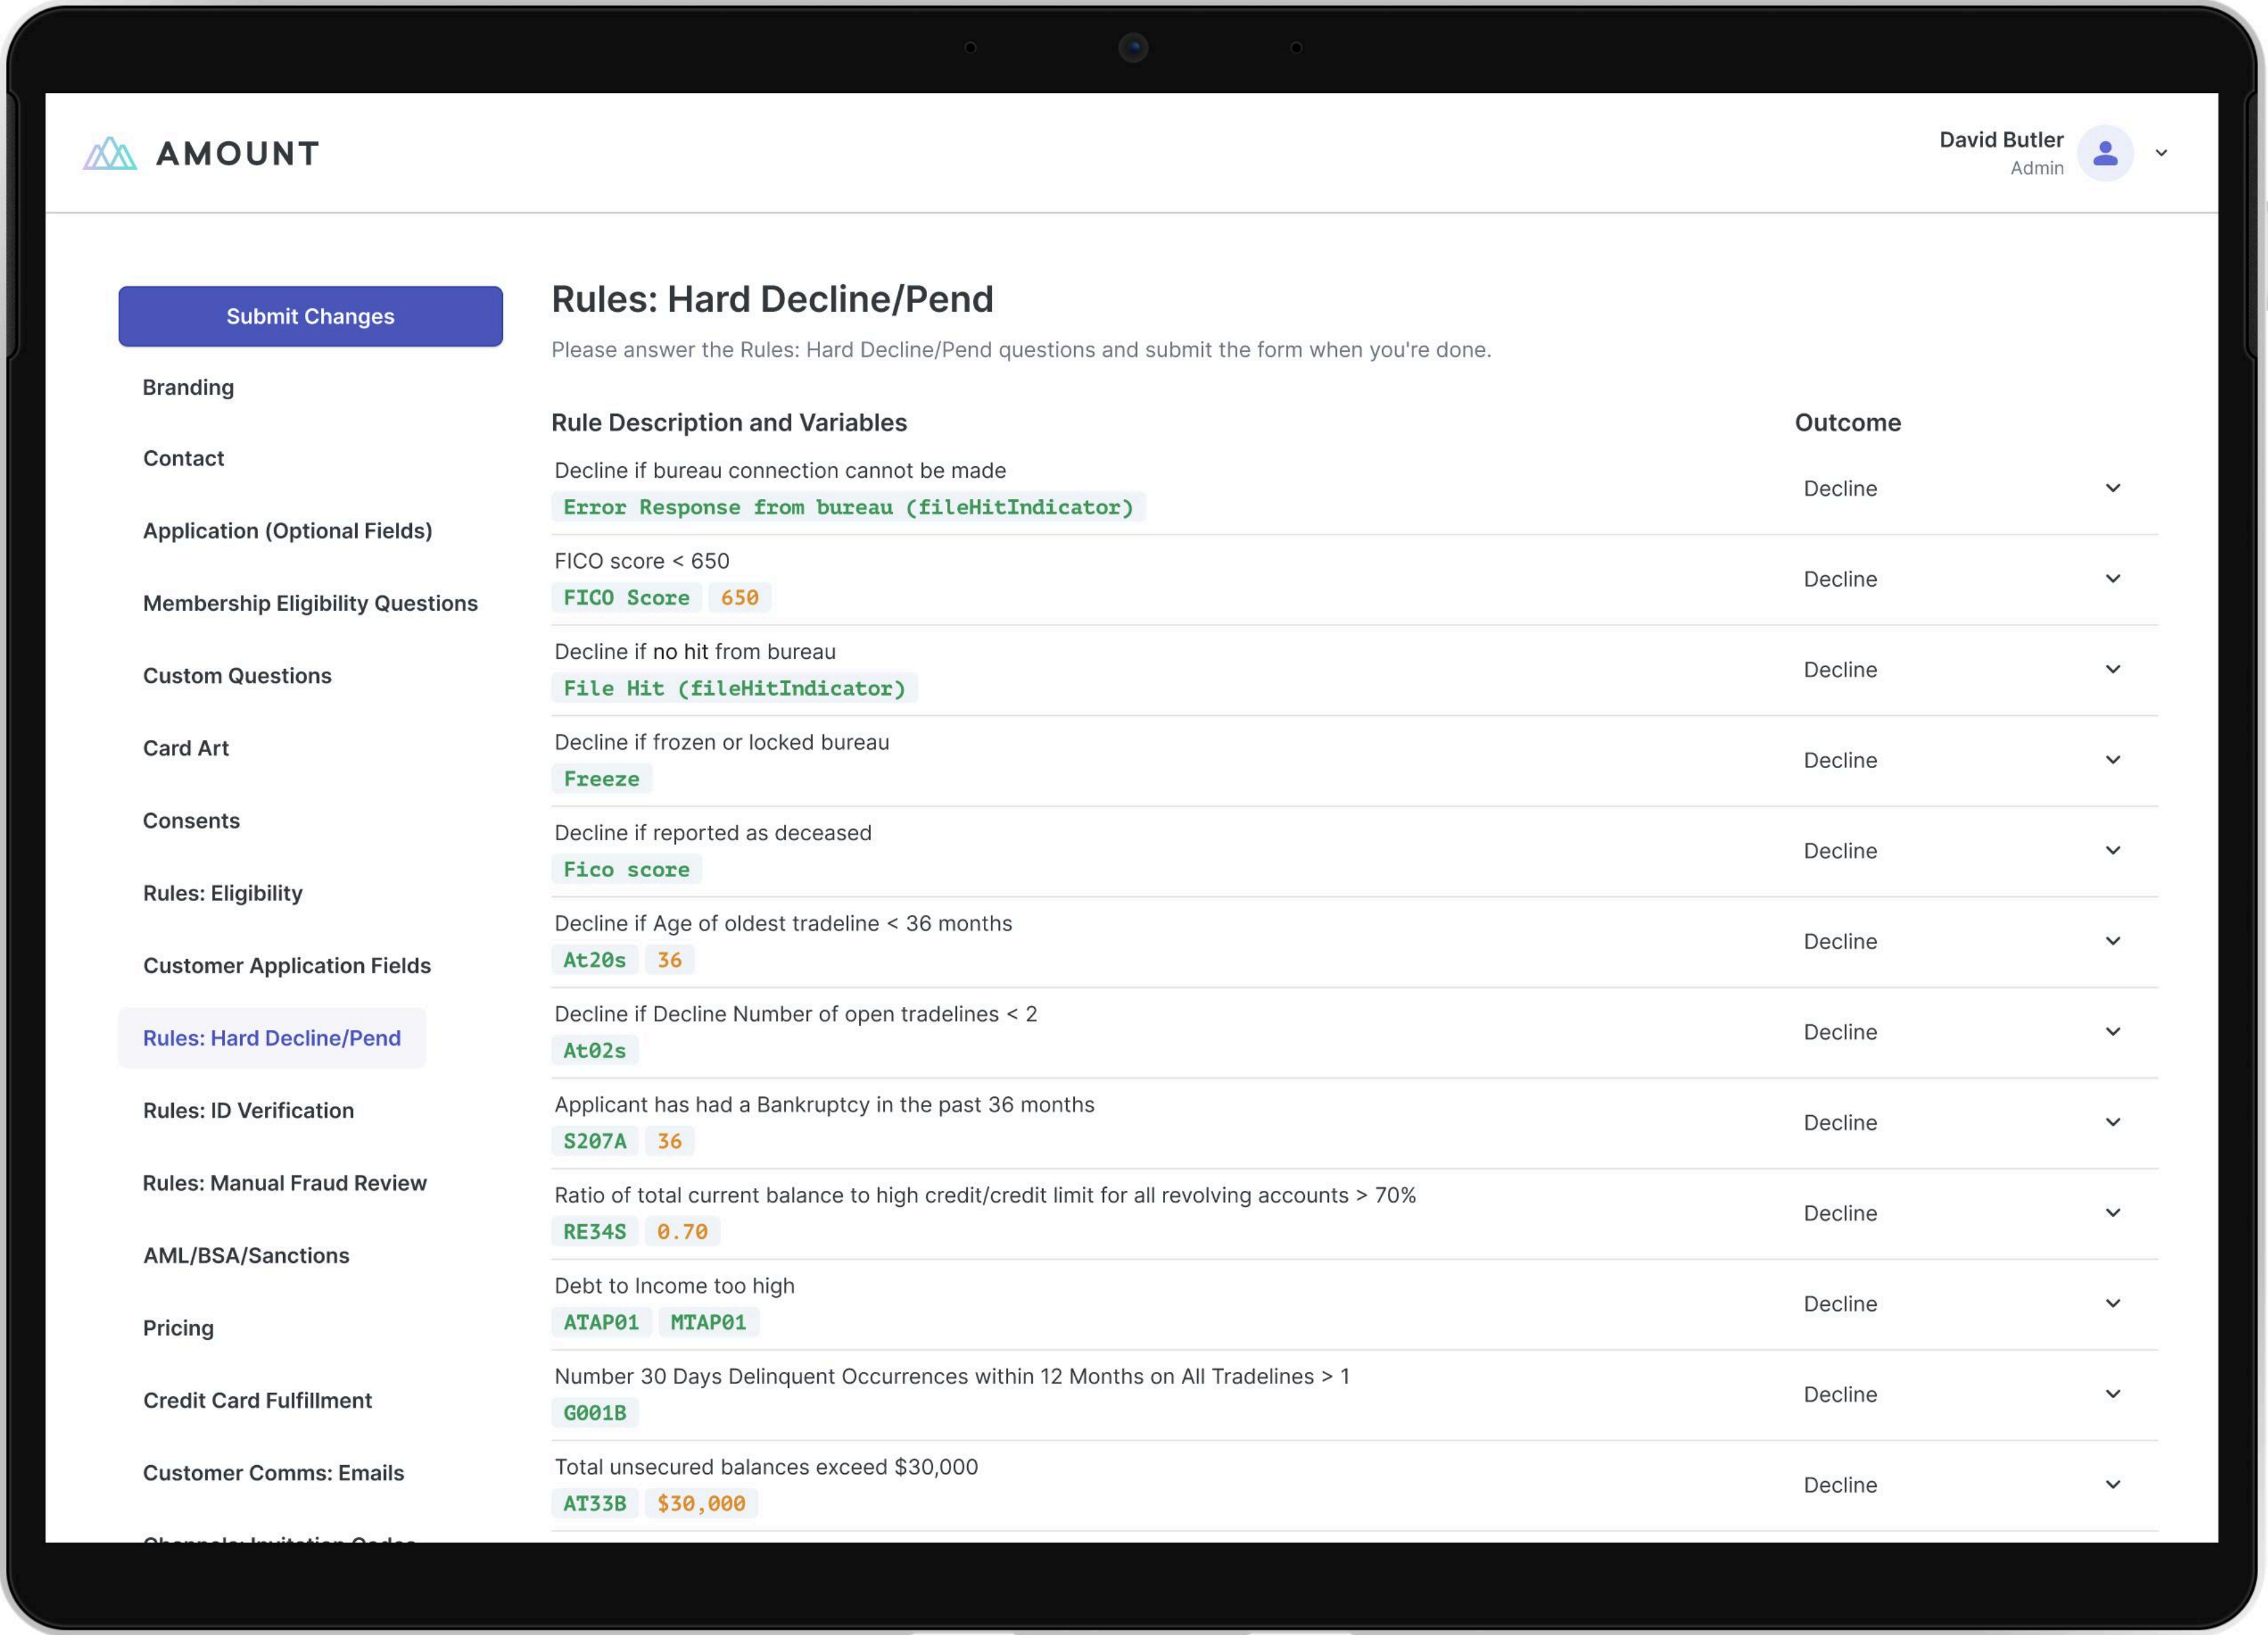 AMOUNT
David Butler
Admin
Submit Changes
Branding
Contact
Application (Optional Fields)
Membership Eligibility Questions
Custom Questions
Card Art
Consents
Rules: Eligibility
Customer Application Fields
Rules: Hard Decline/Pend
Rules: ID Verification
Rules: Manual Fraud Review
AML/BSA/Sanctions
Pricing
Credit Card Fulfillment
Customer Comms: Emails
Channels: Invitation Codes
Rules: Hard Decline/Pend
Please answer the Rules: Hard Decline/Pend questions and submit the form when you're done.
Rule Description and Variables Outcome
Decline if bureau connection cannot be made
Error Response from bureau (fileHitIndicator)
Decline
FICO score < 650
FICO Score 650
Decline
Decline if no hit from bureau
File Hit (fileHitIndicator)
Decline
Decline if frozen or locked bureau
Freeze
Decline
Decline if reported as deceased
Fico score
Decline
Decline if Age of oldest tradeline < 36 months
At20s 36
Decline
Decline if Decline Number of open tradelines < 2
At02s
Decline
Applicant has had a Bankruptcy in the past 36 months
S207A 36
Decline
Ratio of total current balance to high credit/credit limit for all revolving accounts > 70%
RE34S 0.70
Decline
Debt to Income too high
ATAP01 MTAP01
Decline
Number 30 Days Delinquent Occurrences within 12 Months on All Tradelines > 1
G001B
Decline
Total unsecured balances exceed $30,000
AT33B $30,000
Decline